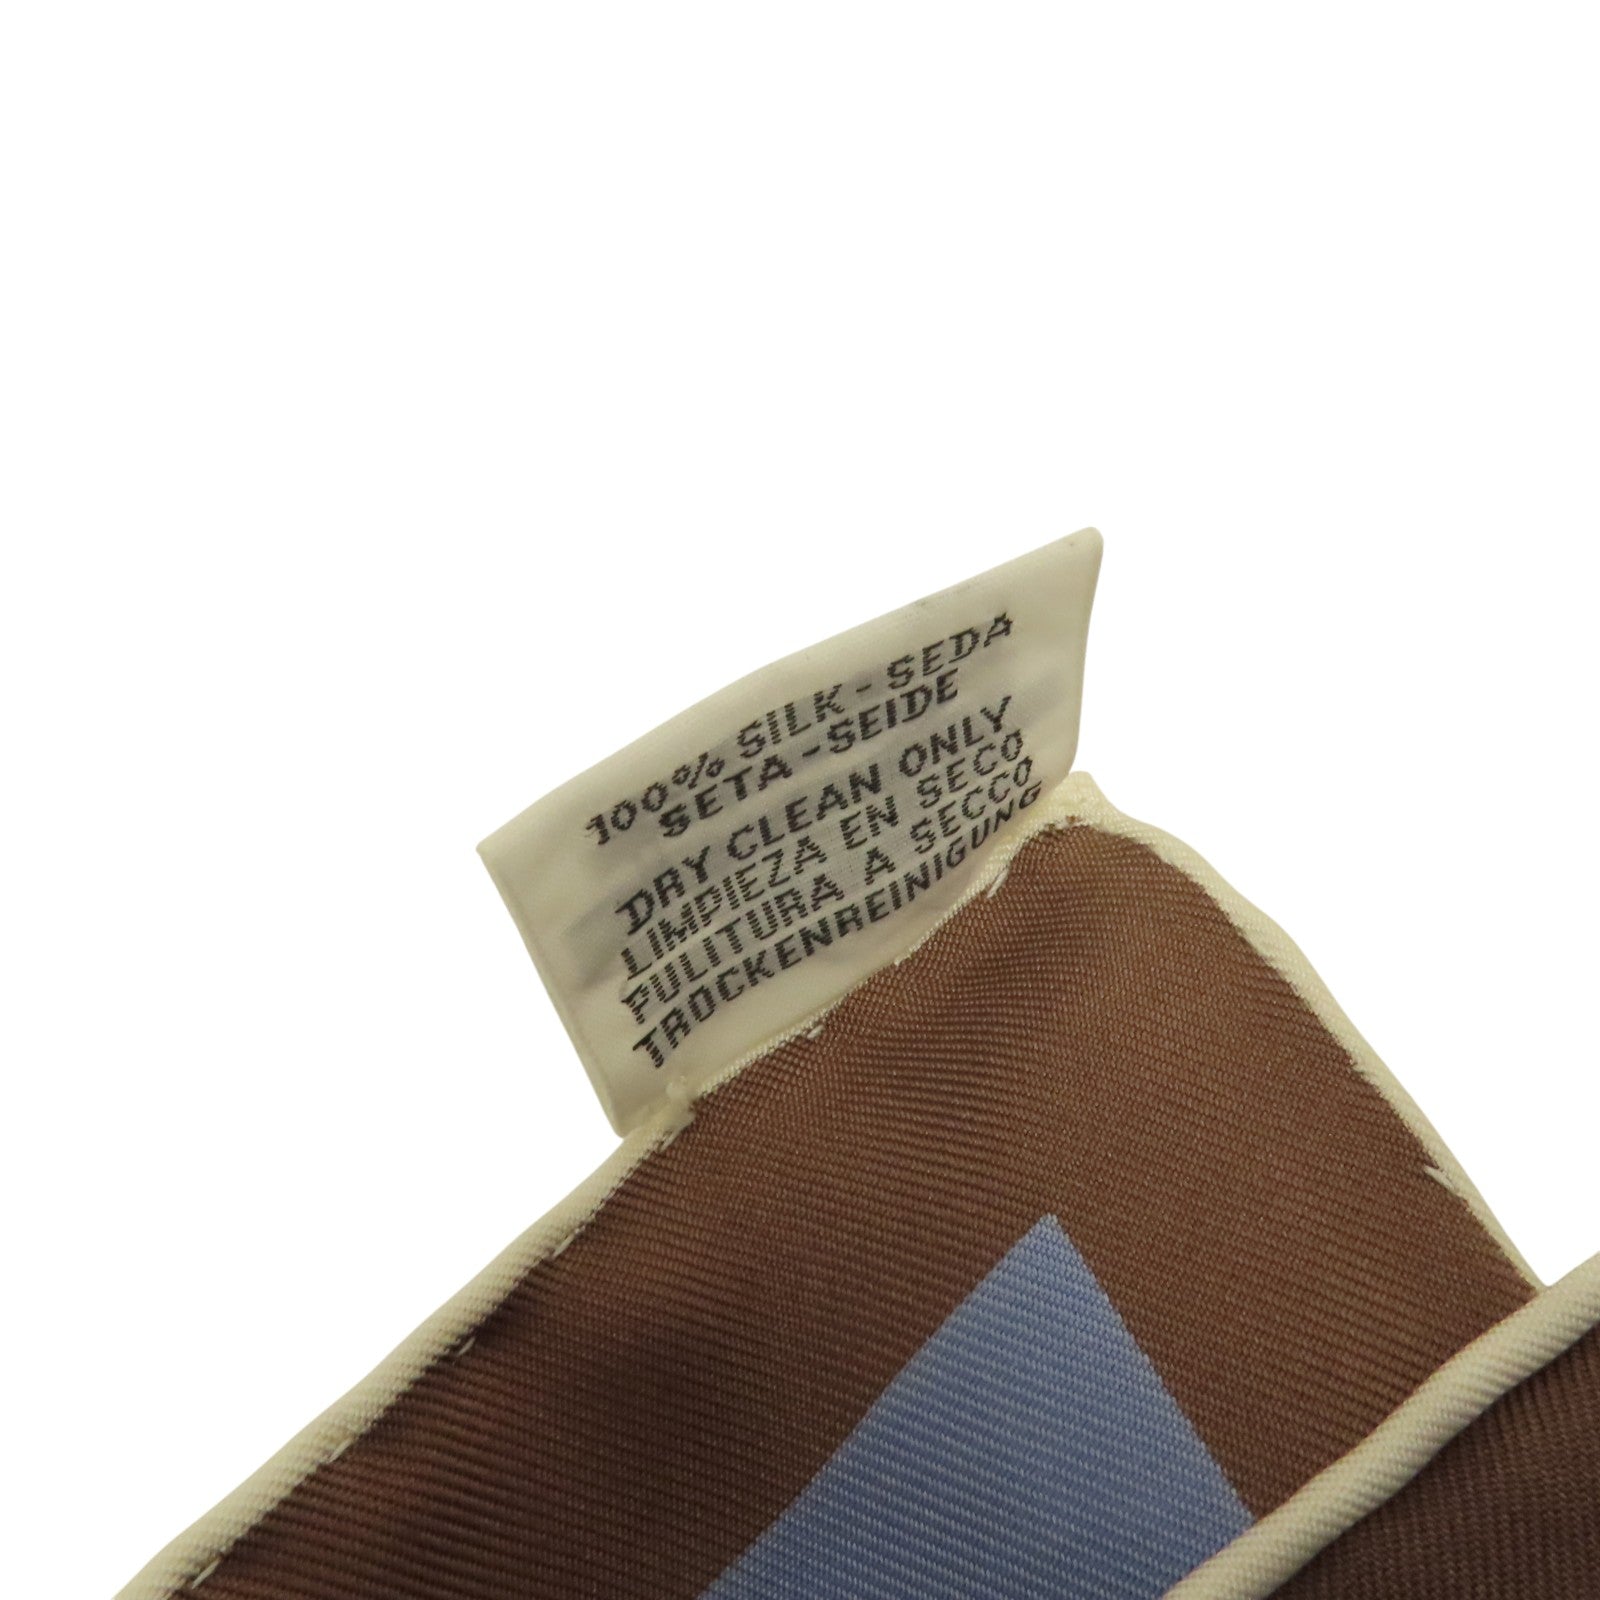 100% SILK - SEDA
SETA - SEIDE
DRY CLEAN ONLY
LIMPIEZA EN SECO
PULITURA A SECCO
TROCKENREINIGUNG